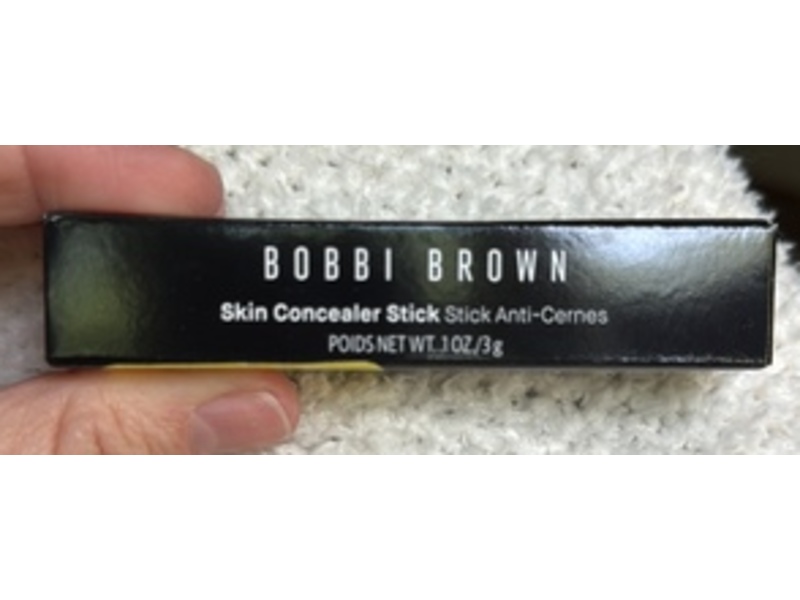 BOBBI BROWN
Skin Concealer Stick Stick Anti-Cernes
POIDS NET WT. .1 OZ./3g